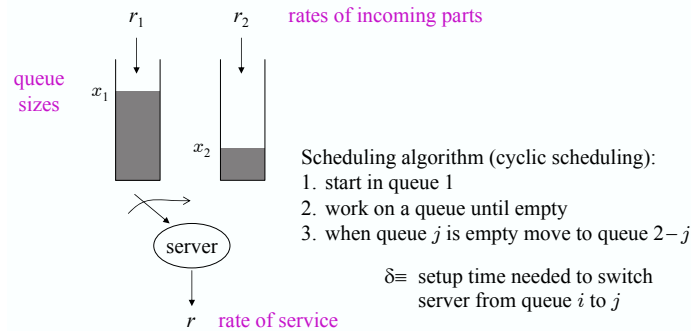 r1 r2 rates of incoming parts
queue
sizes
x1
x2
Scheduling algorithm (cyclic scheduling):
1. start in queue 1
2. work on a queue until empty
3. when queue j is empty move to queue 2−j
server
δ≡ setup time needed to switch
server from queue i to j
r rate of service